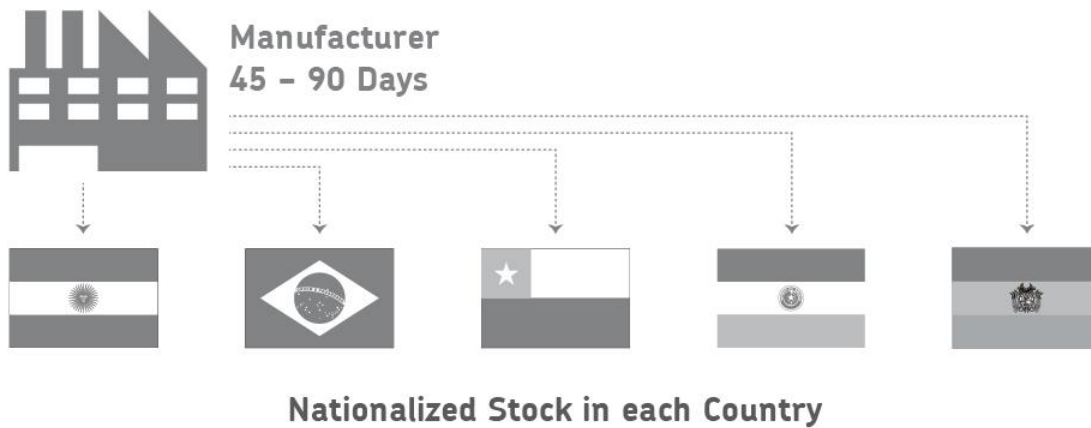 Manufacturer
45 – 90 Days
Nationalized Stock in each Country